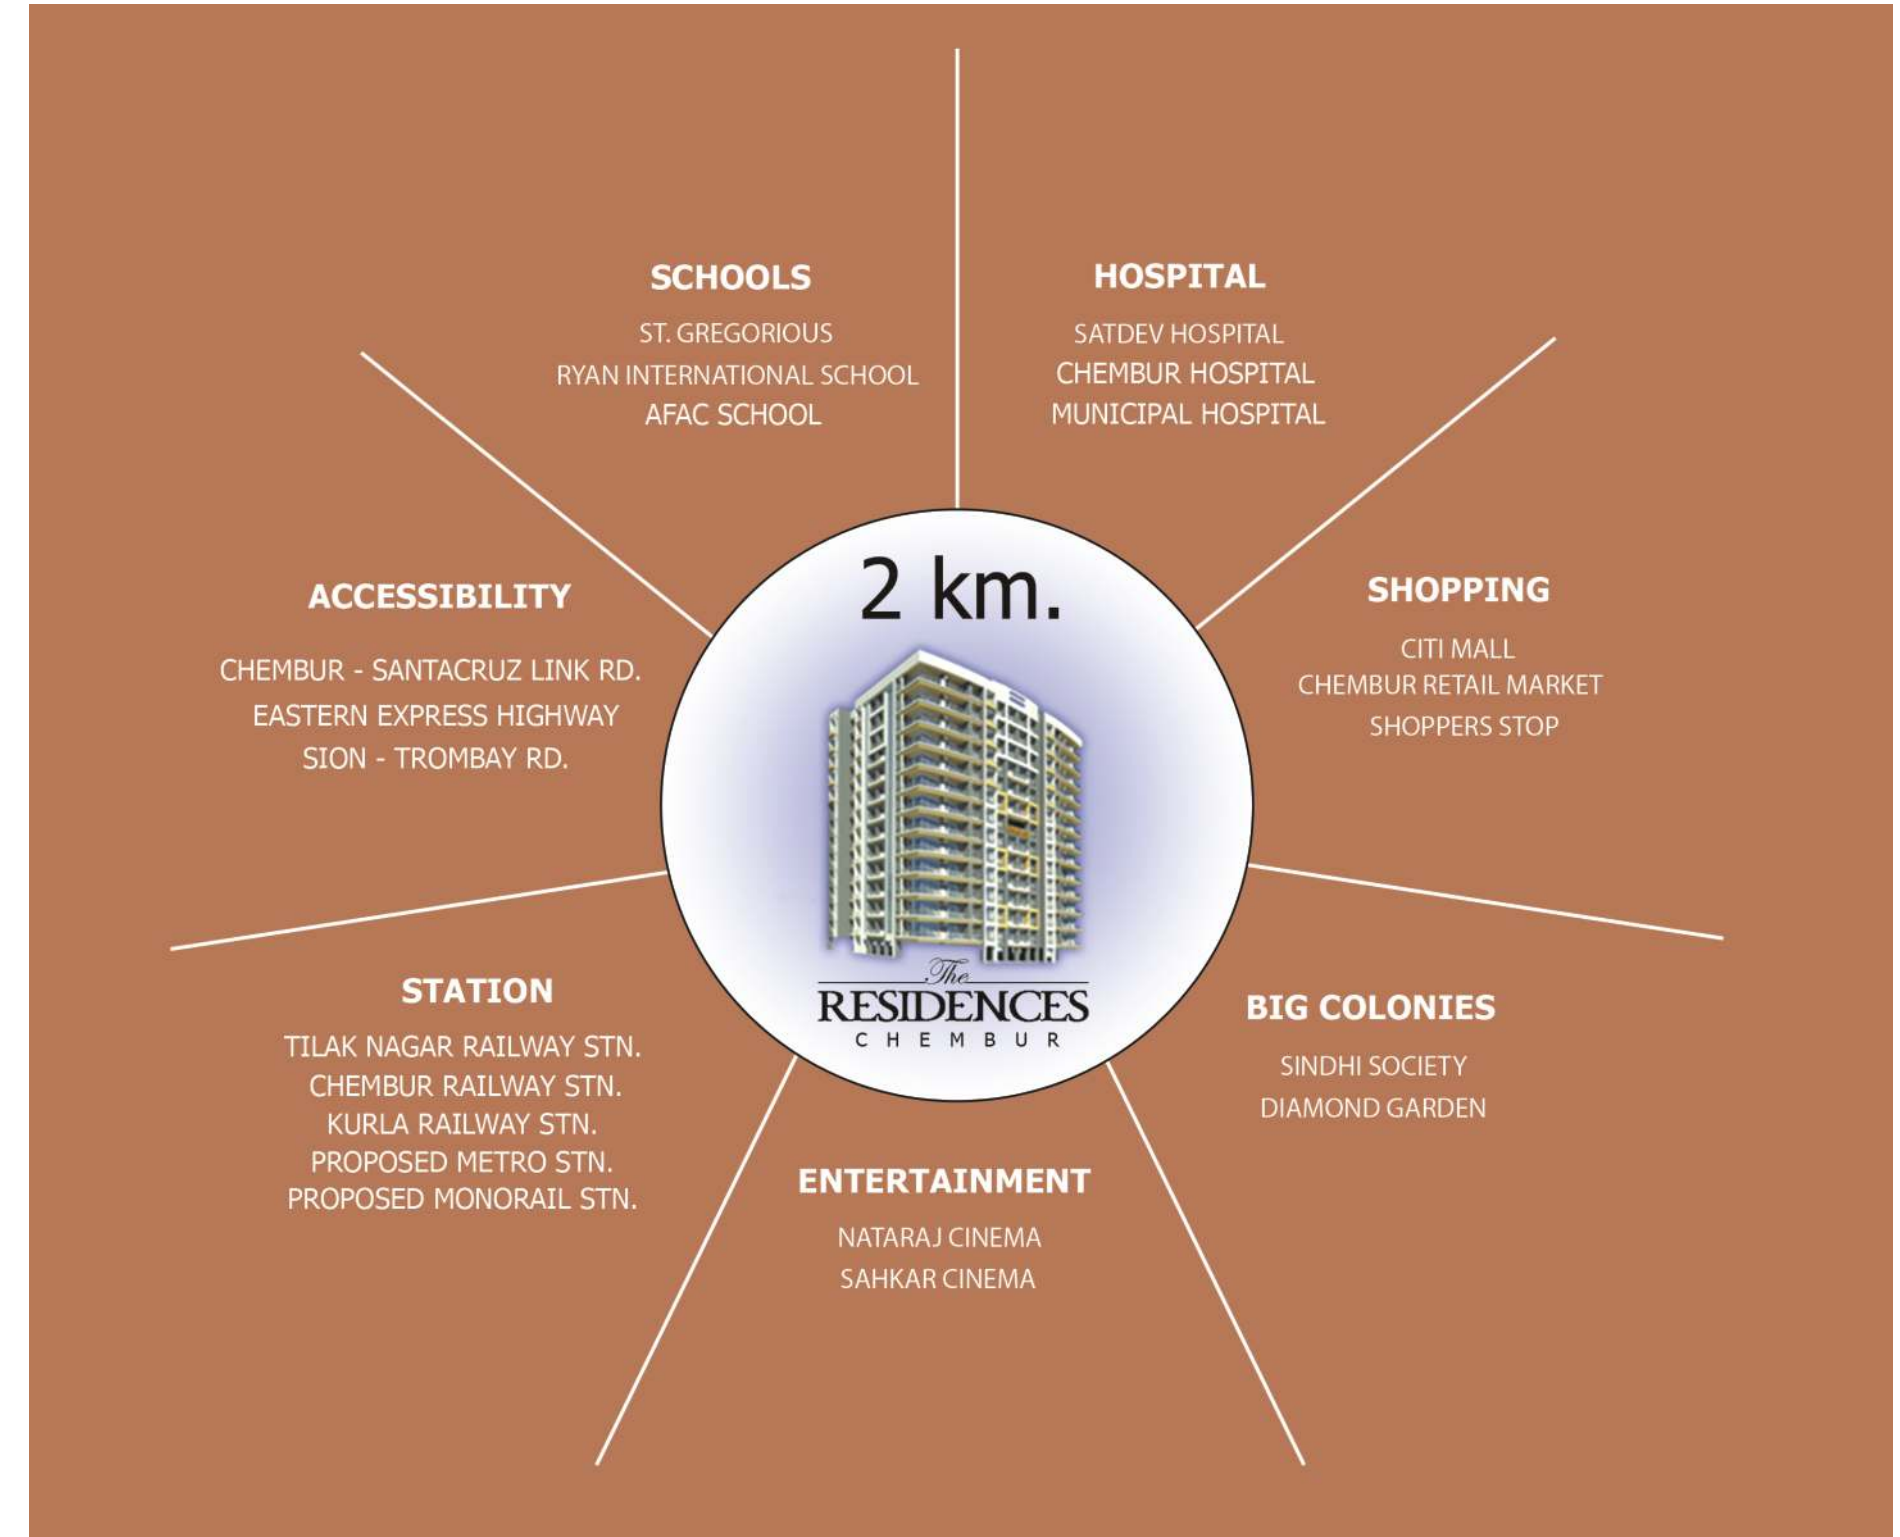 SCHOOLS
ST. GREGORIOUS
RYAN INTERNATIONAL SCHOOL
AFAC SCHOOL
HOSPITAL
SATDEV HOSPITAL
CHEMBUR HOSPITAL
MUNICIPAL HOSPITAL
ACCESSIBILITY
CHEMBUR - SANTACRUZ LINK RD.
EASTERN EXPRESS HIGHWAY
SION - TROMBAY RD.
2 km.
The
RESIDENCES
CHEMBUR
SHOPPING
CITI MALL
CHEMBUR RETAIL MARKET
SHOPPERS STOP
STATION
TILAK NAGAR RAILWAY STN.
CHEMBUR RAILWAY STN.
KURLA RAILWAY STN.
PROPOSED METRO STN.
PROPOSED MONORAIL STN.
ENTERTAINMENT
NATARAJ CINEMA
SAHKAR CINEMA
BIG COLONIES
SINDHI SOCIETY
DIAMOND GARDEN